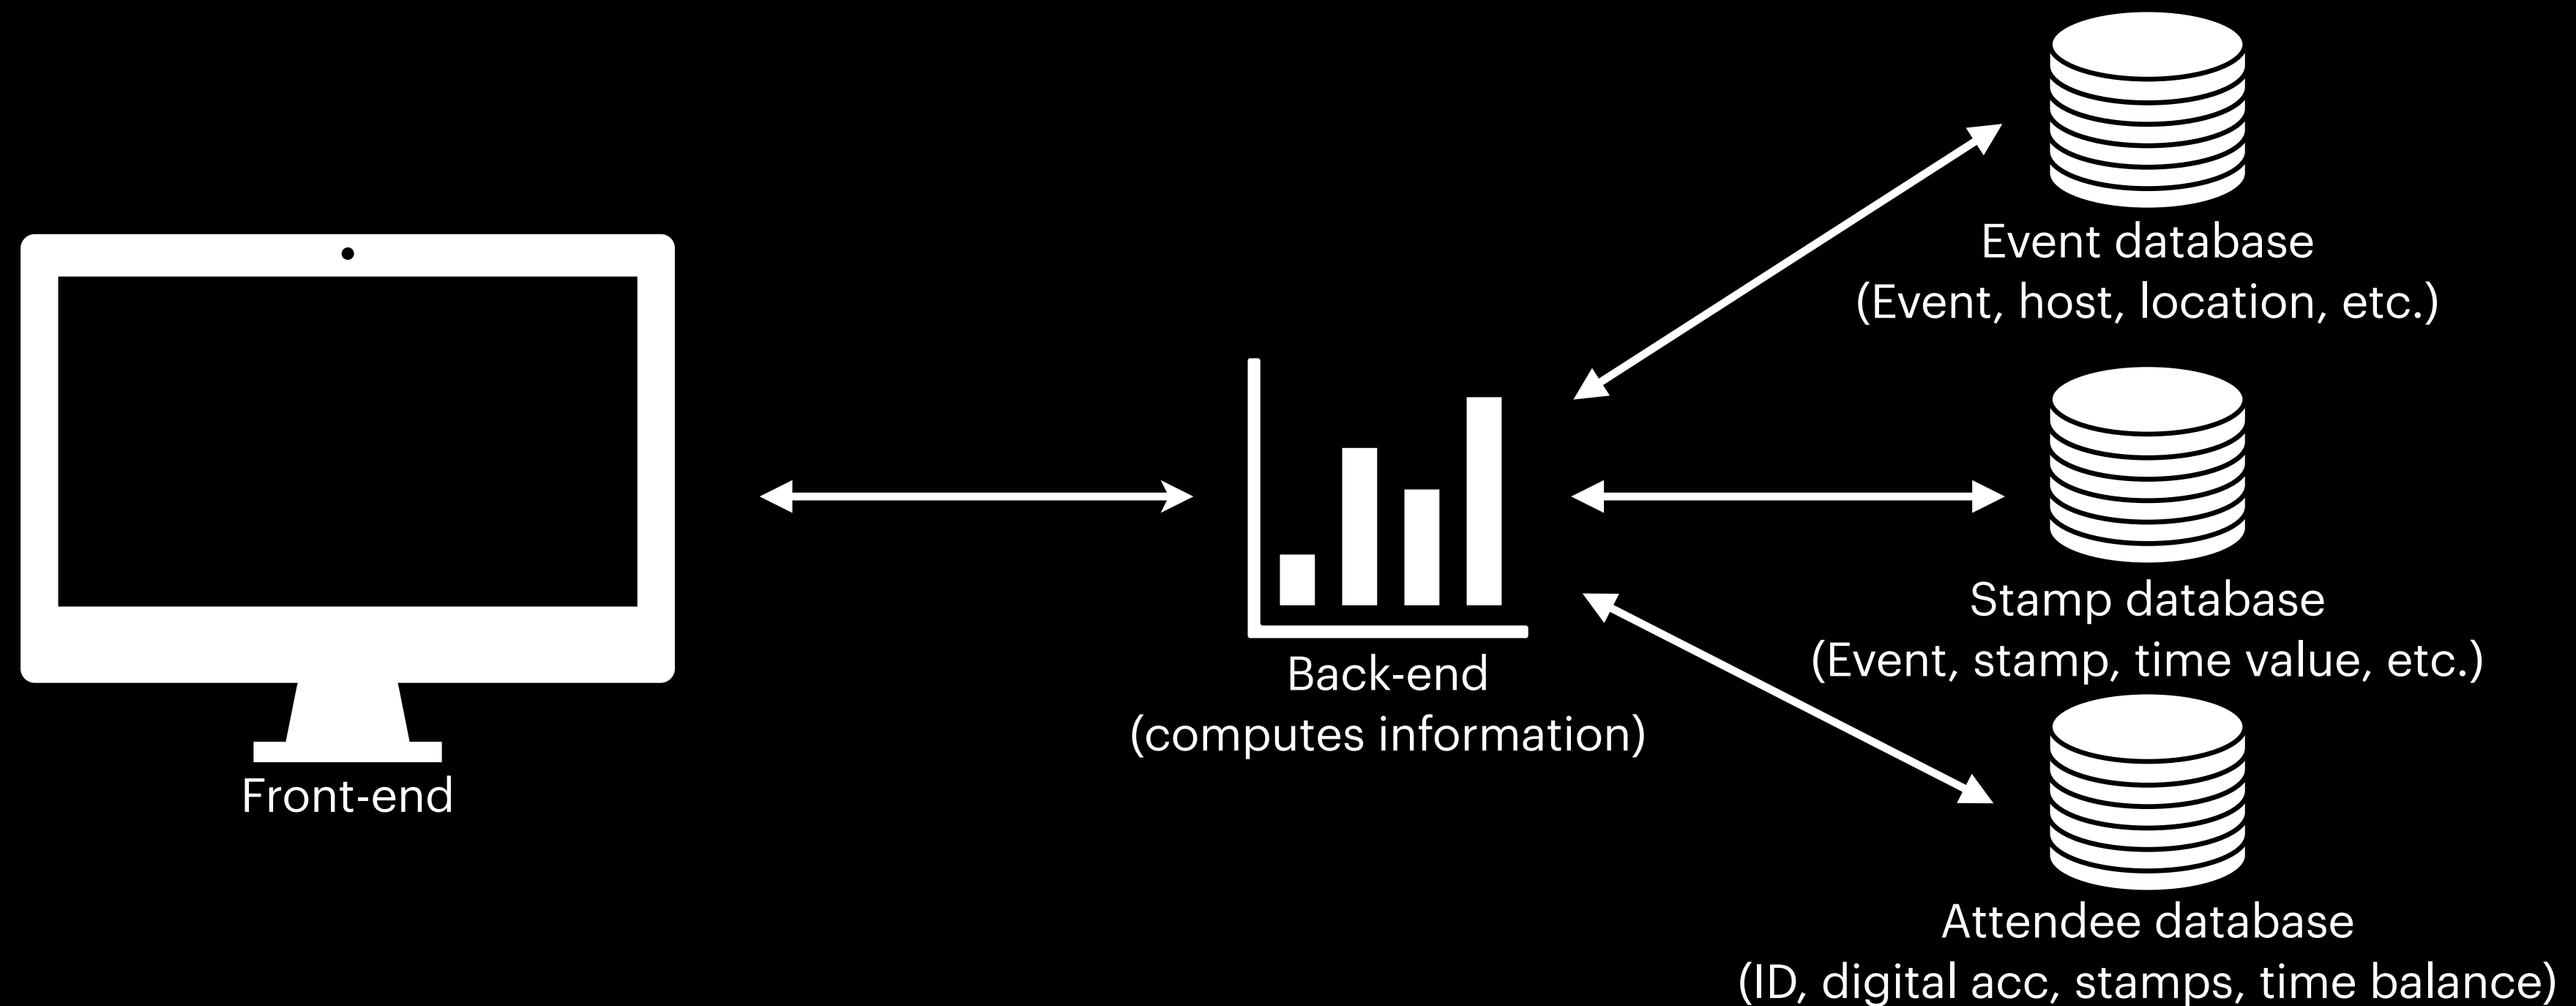 Front-end
Back-end
(computes information)
Event database
(Event, host, location, etc.)
Stamp database
(Event, stamp, time value, etc.)
Attendee database
(ID, digital acc, stamps, time balance)